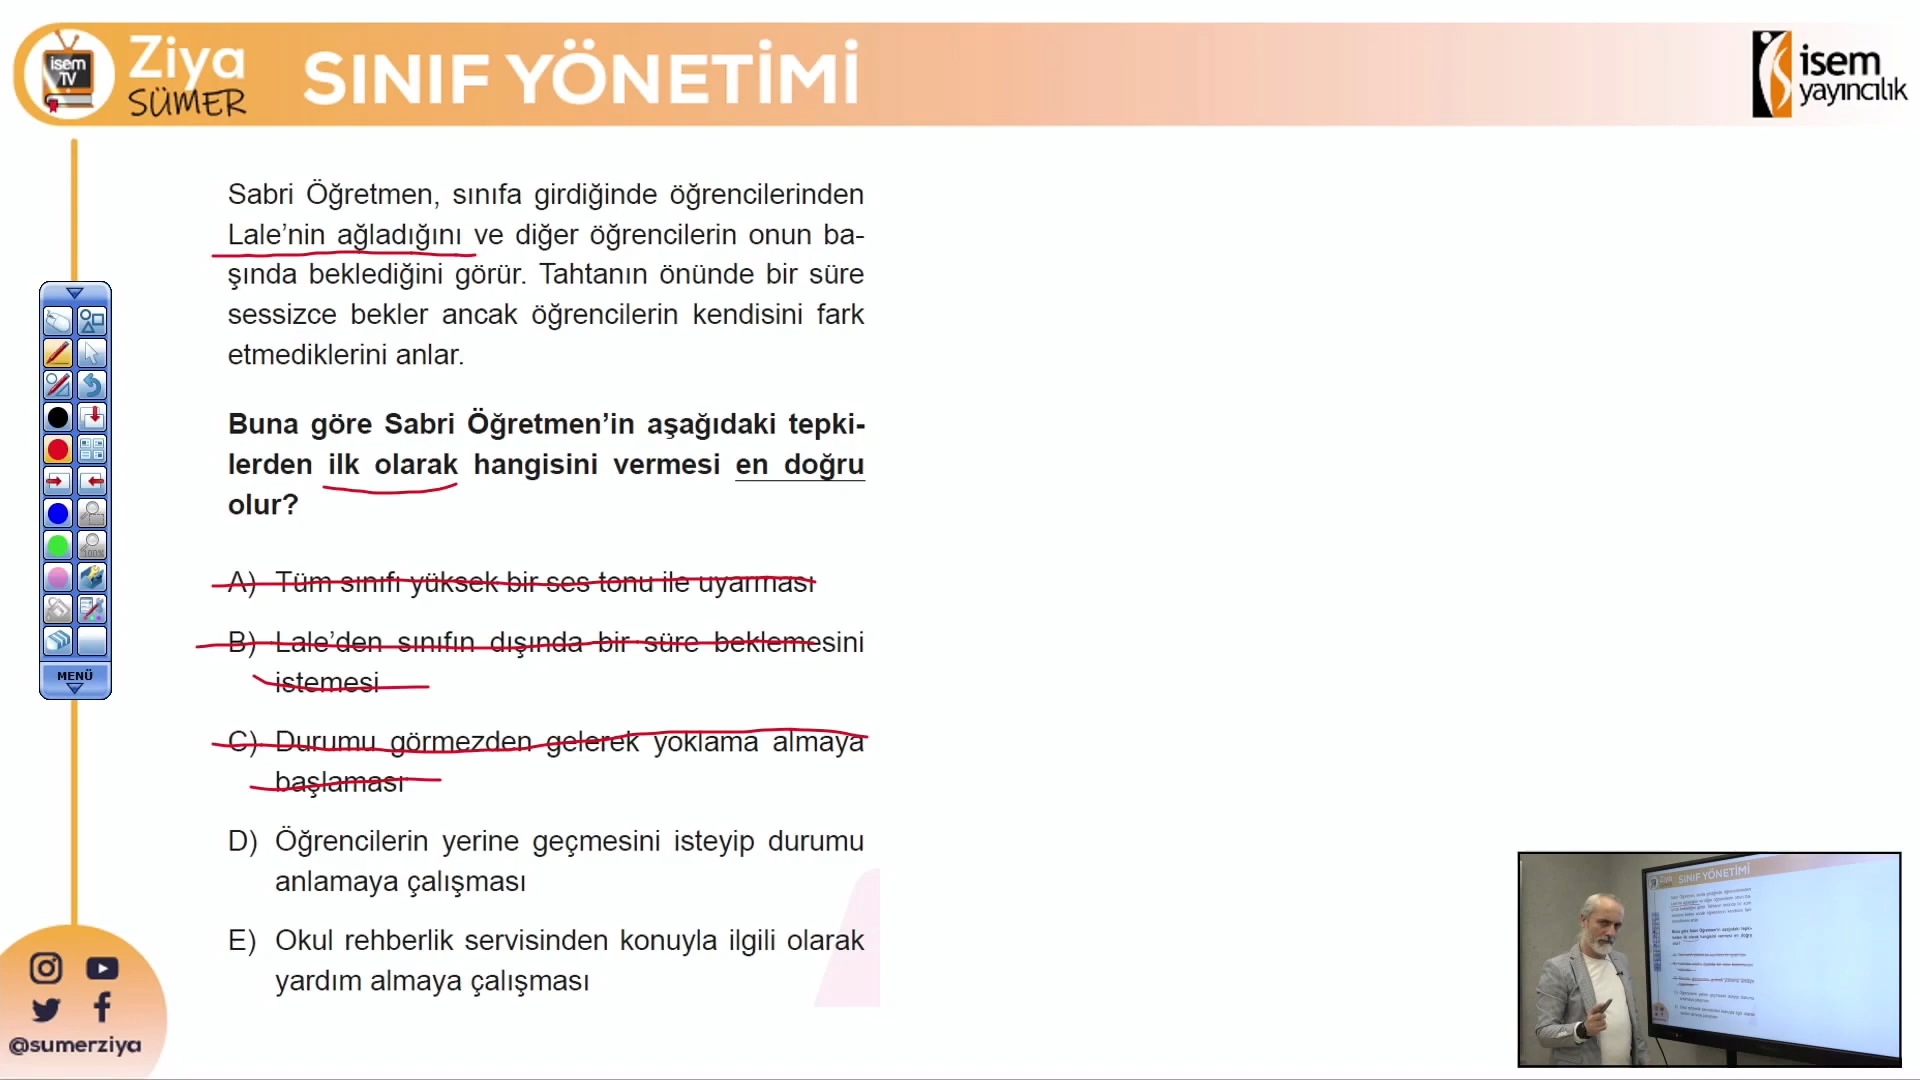 isem
TV
Ziya
SÜMER
SINIF YÖNETİMİ
isem
yayıncılık
Sabri Öğretmen, sınıfa girdiğinde öğrencilerinden
Lale’nin ağladığını ve diğer öğrencilerin onun ba-
şında beklediğini görür. Tahtanın önünde bir süre
sessizce bekler ancak öğrencilerin kendisini fark
etmediklerini anlar.
Buna göre Sabri Öğretmen’in aşağıdaki tepki-
lerden ilk olarak hangisini vermesi en doğru
olur?
A) Tüm sınıfı yüksek bir ses tonu ile uyarması
B) Lale’den sınıfın dışında bir süre beklemesini
istemesi
C) Durumu görmezden gelerek yoklama almaya
başlaması
D) Öğrencilerin yerine geçmesini isteyip durumu
anlamaya çalışması
E) Okul rehberlik servisinden konuyla ilgili olarak
yardım almaya çalışması
100%
MENÜ
@sumerziya
SINIF YÖNETİMİ